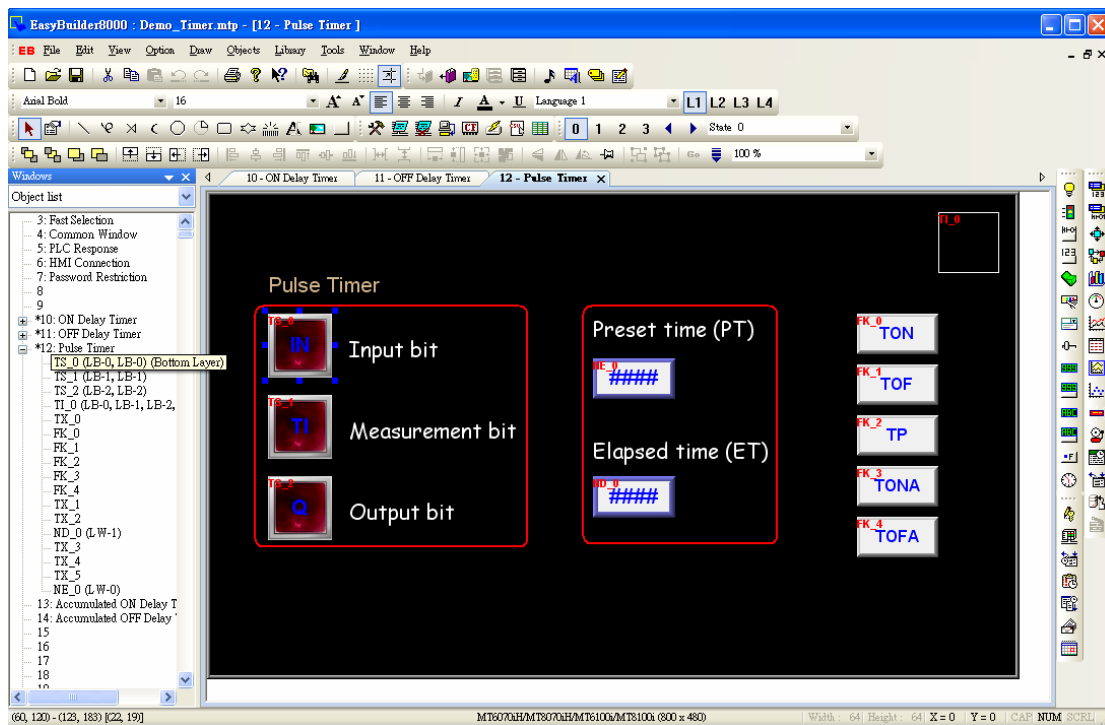 EasyBuilder8000 : Demo_Timer.mtp - [12 - Pulse Timer ]
EB File Edit View Option Draw Objects Library Tools Window Help
Arial Bold 16 A A I A U Language 1 L1 L2 L3 L4
0 1 2 3 State 0
Go 100 %
Windows
10 - ON Delay Timer 11 - OFF Delay Timer 12 - Pulse Timer
Object list
3: Fast Selection
4: Common Window
5: PLC Response
6: HMI Connection
7: Password Restriction
8
9
*10: ON Delay Timer
*11: OFF Delay Timer
*12: Pulse Timer
TS_0 (LB-0, LB-0) (Bottom Layer)
TS_1 (LB-1, LB-1)
TS_2 (LB-2, LB-2)
TI_0 (LB-0, LB-1, LB-2,
TX_0
FK_0
FK_1
FK_2
FK_3
FK_4
TX_1
TX_2
ND_0 (LW-1)
TX_3
TX_4
TX_5
NE_0 (LW-0)
13: Accumulated ON Delay T
14: Accumulated OFF Delay
15
16
17
18
TI_0
Pulse Timer
TS_0
IN
Input bit
TS_1
TI
Measurement bit
TS_2
Q
Output bit
Preset time (PT)
NE_0
####
Elapsed time (ET)
ND_0
####
FK_0
TON
FK_1
TOF
FK_2
TP
FK_3
TONA
FK_4
TOFA
(60, 120) - (123, 183) [(22, 19)] MT6070iH/MT8070iH/MT6100i/MT8100i (800 x 480) Width : 64 Height : 64 X = 0 Y = 0 CAP NUM SCRL